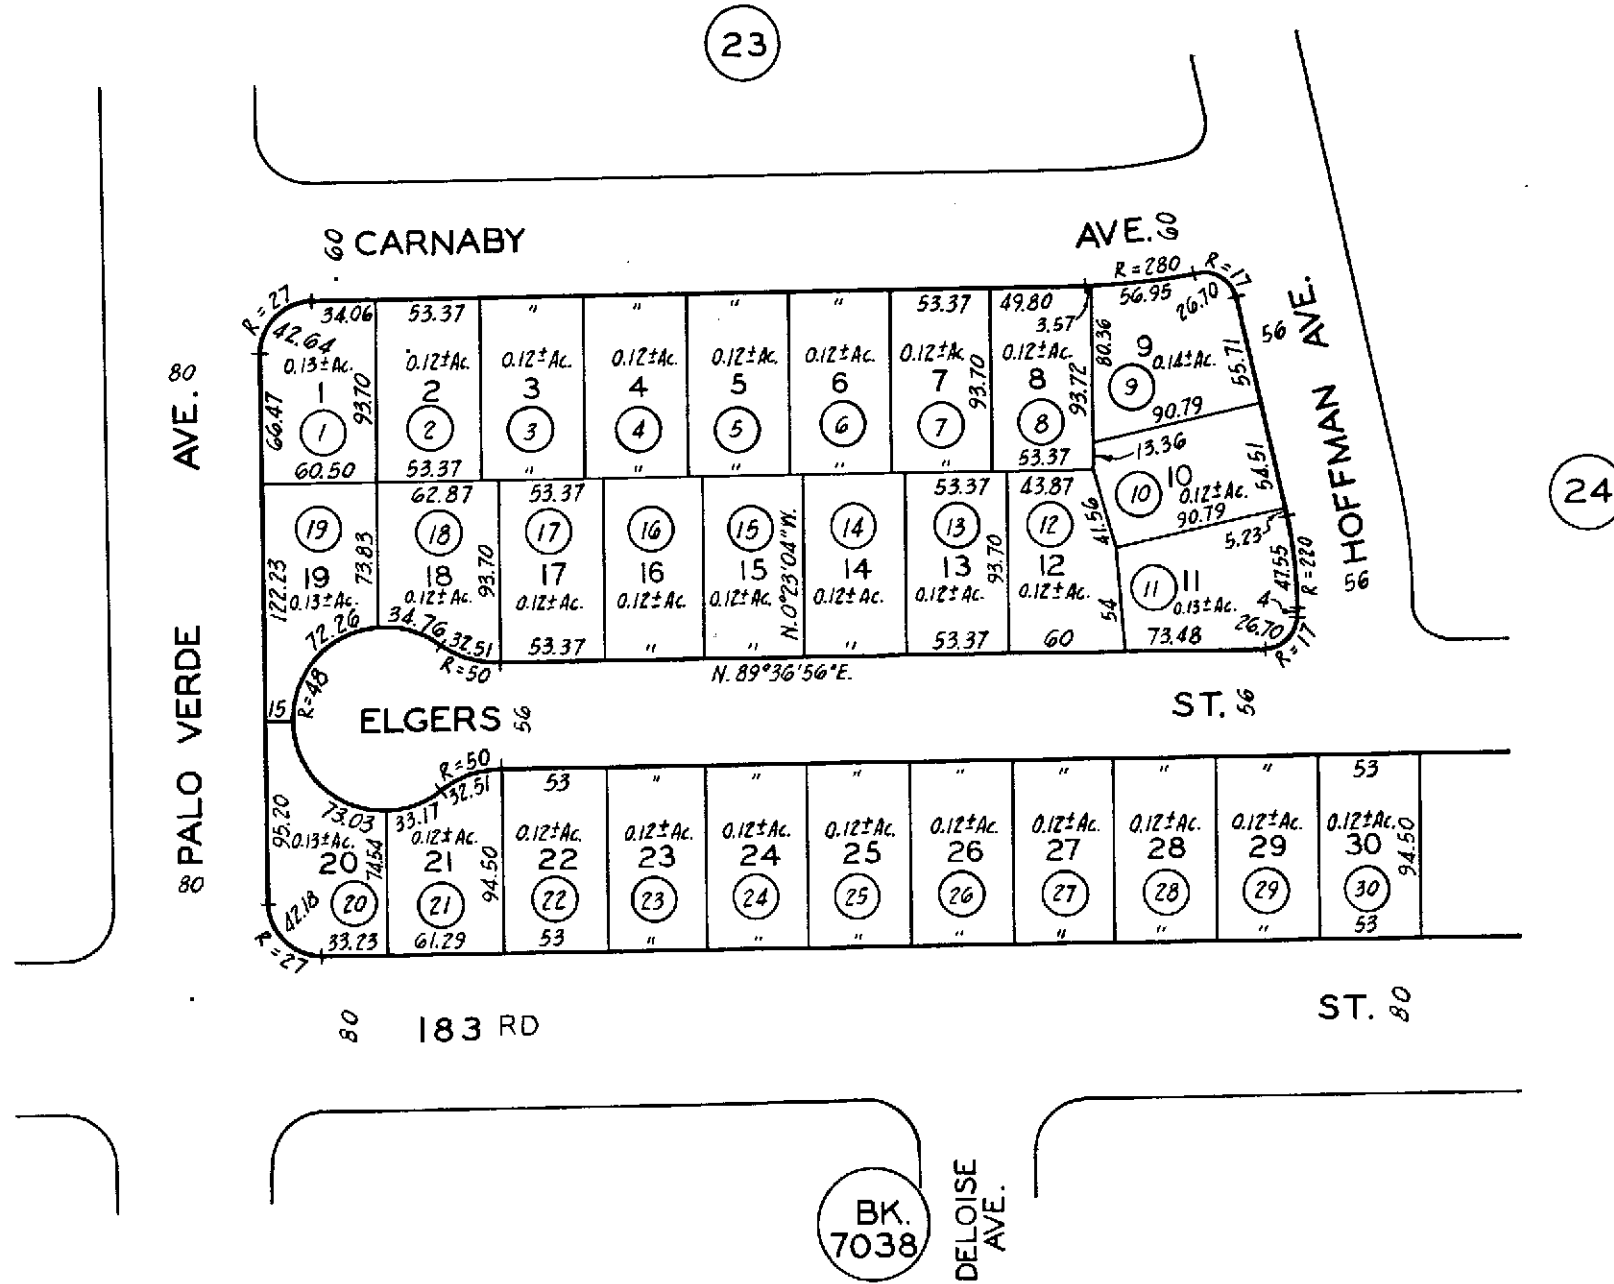 23
60 CARNABY AVE. 60
R=27 34.06 53.37 " " " " 53.37 49.80 R=280 R=17
42.64 3.57 56.95 26.70
0.13±Ac. 0.12±Ac. 0.12±Ac. 0.12±Ac. 0.12±Ac. 0.12±Ac. 0.12±Ac. 0.12±Ac. 0.14±Ac.
1 2 3 4 5 6 7 8 9
66.47 93.70 93.70 93.72 80.36 55.71
1 2 3 4 5 6 7 8 9
60.50 53.37 " " " " 53.37 90.79
56 HOFFMAN AVE. 56
80 PALO VERDE AVE. 80
24
13.36
62.87 53.37 53.37 43.87
10 10 0.12±Ac. 54.51
90.79
41.56 5.23
19 18 17 16 15 14 13 12
19 18 17 16 15 14 13 12
0.13±Ac. 0.12±Ac. 0.12±Ac. 0.12±Ac. 0.12±Ac. 0.12±Ac. 0.12±Ac. 0.12±Ac.
122.23 73.83 93.70 N.0°23'04"W. 93.70
11 11 0.13±Ac. 47.55 R=220
4
54 26.70
72.26 34.76 32.51 53.37 " " " 53.37 60 73.48 R=17
R=50
R=48
N. 89°36'56"E.
15
ELGERS 56 ST. 56
R=50
32.51 53 " " " " " " " 53
73.03 33.17
95.20 74.54 94.50 94.50
0.13±Ac. 0.12±Ac. 0.12±Ac. 0.12±Ac. 0.12±Ac. 0.12±Ac. 0.12±Ac. 0.12±Ac. 0.12±Ac. 0.12±Ac. 0.12±Ac.
20 21 22 23 24 25 26 27 28 29 30
20 21 22 23 24 25 26 27 28 29 30
42.18
R=27 33.23 61.29 53 " " " " " " " 53
80 183 RD ST. 80
BK.
7038
DELOISE
AVE.